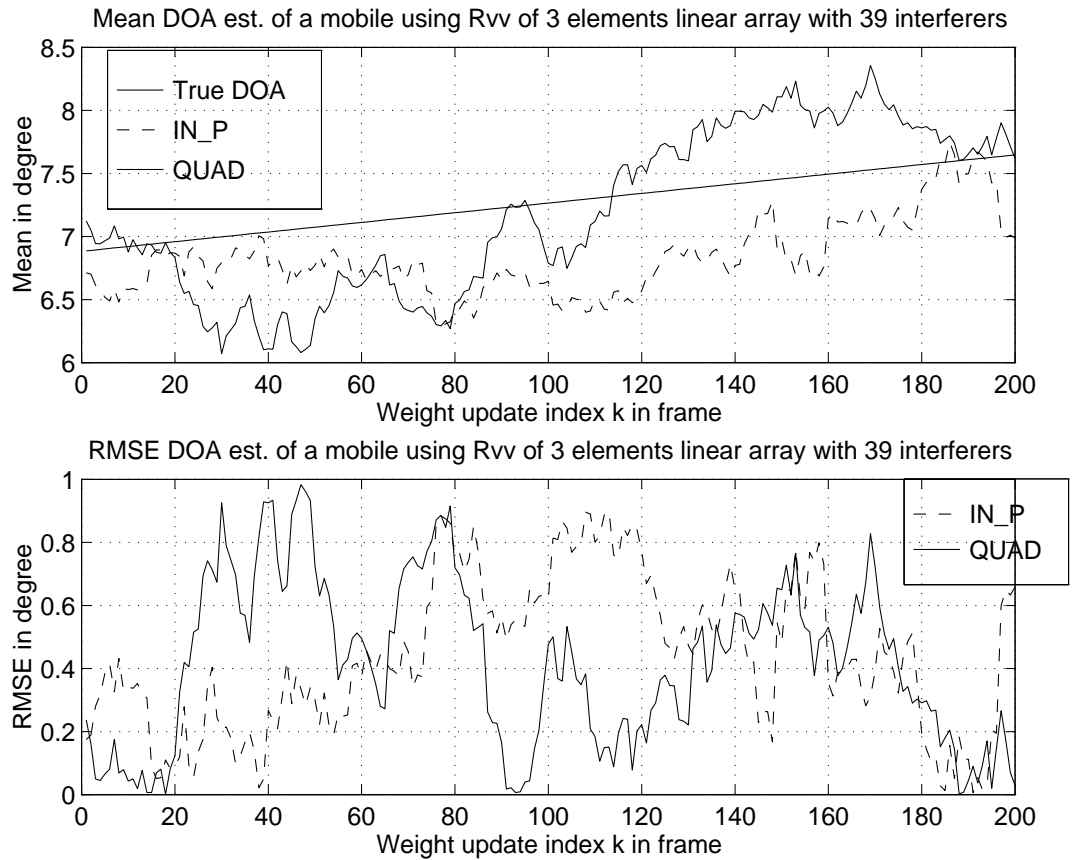 Mean DOA est. of a mobile using Rvv of 3 elements linear array with 39 interferers
8.5
8
7.5
7
6.5
6
Mean in degree
True DOA
IN_P
QUAD
0 20 40 60 80 100 120 140 160 180 200
Weight update index k in frame
RMSE DOA est. of a mobile using Rvv of 3 elements linear array with 39 interferers
1
0.8
0.6
0.4
0.2
0
RMSE in degree
IN_P
QUAD
0 20 40 60 80 100 120 140 160 180 200
Weight update index k in frame